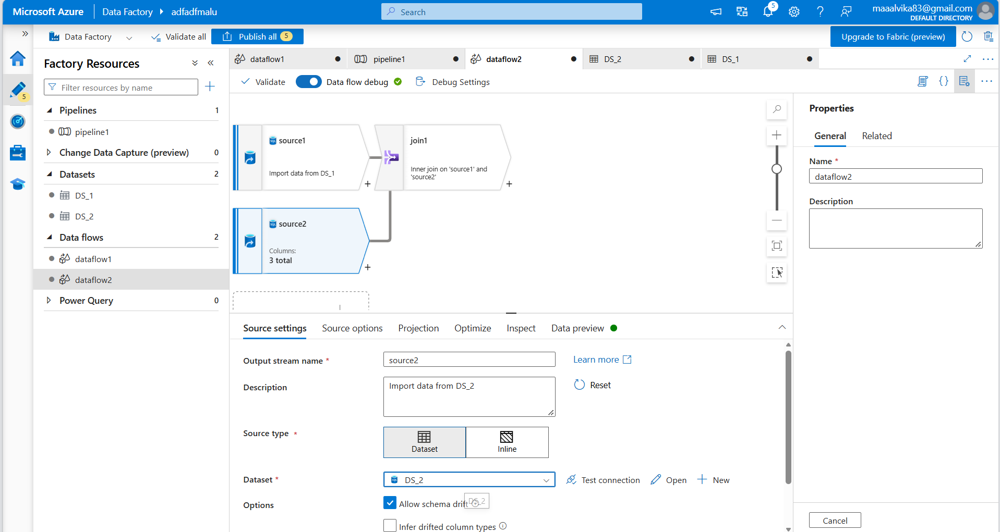 Microsoft Azure
Data Factory
adfadfmalu
Search
5
maaalvika83@gmail.com
DEFAULT DIRECTORY
Data Factory
Validate all
Publish all 5
Upgrade to Fabric (preview)
5
Factory Resources
Filter resources by name
Pipelines 1
pipeline1
Change Data Capture (preview) 0
Datasets 2
DS_1
DS_2
Data flows 2
dataflow1
dataflow2
Power Query 0
dataflow1
pipeline1
dataflow2
DS_2
DS_1
Validate
Data flow debug
Debug Settings
source1
Import data from DS_1
join1
Inner join on 'source1' and
'source2'
source2
Columns:
3 total
Source settings
Source options
Projection
Optimize
Inspect
Data preview
Output stream name *
source2
Learn more
Description
Import data from DS_2
Reset
Source type *
Dataset
Inline
Dataset *
DS_2
Test connection
Open
New
Options
Allow schema drift
DS_2
Infer drifted column types
Properties
General
Related
Name *
dataflow2
Description
Cancel